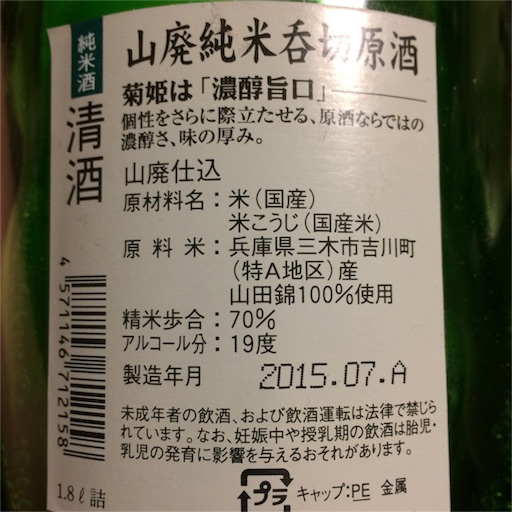 純米酒
清酒
山廃純米呑切原酒
菊姫は「濃醇旨口」
個性をさらに際立たせる、原酒ならではの
濃醇さ、味の厚み。
山廃仕込
原材料名：米（国産）
米こうじ（国産米）
原料米：兵庫県三木市吉川町
（特A地区）産
山田錦100%使用
精米歩合：70%
アルコール分：19度
製造年月 2015.07.A
未成年者の飲酒、および飲酒運転は法律で禁じら
れています。なお、妊娠中や授乳期の飲酒は胎児・
乳児の発育に影響を与えるおそれがあります。
4571146712158
1.8ℓ詰
プラ キャップ:PE 金属